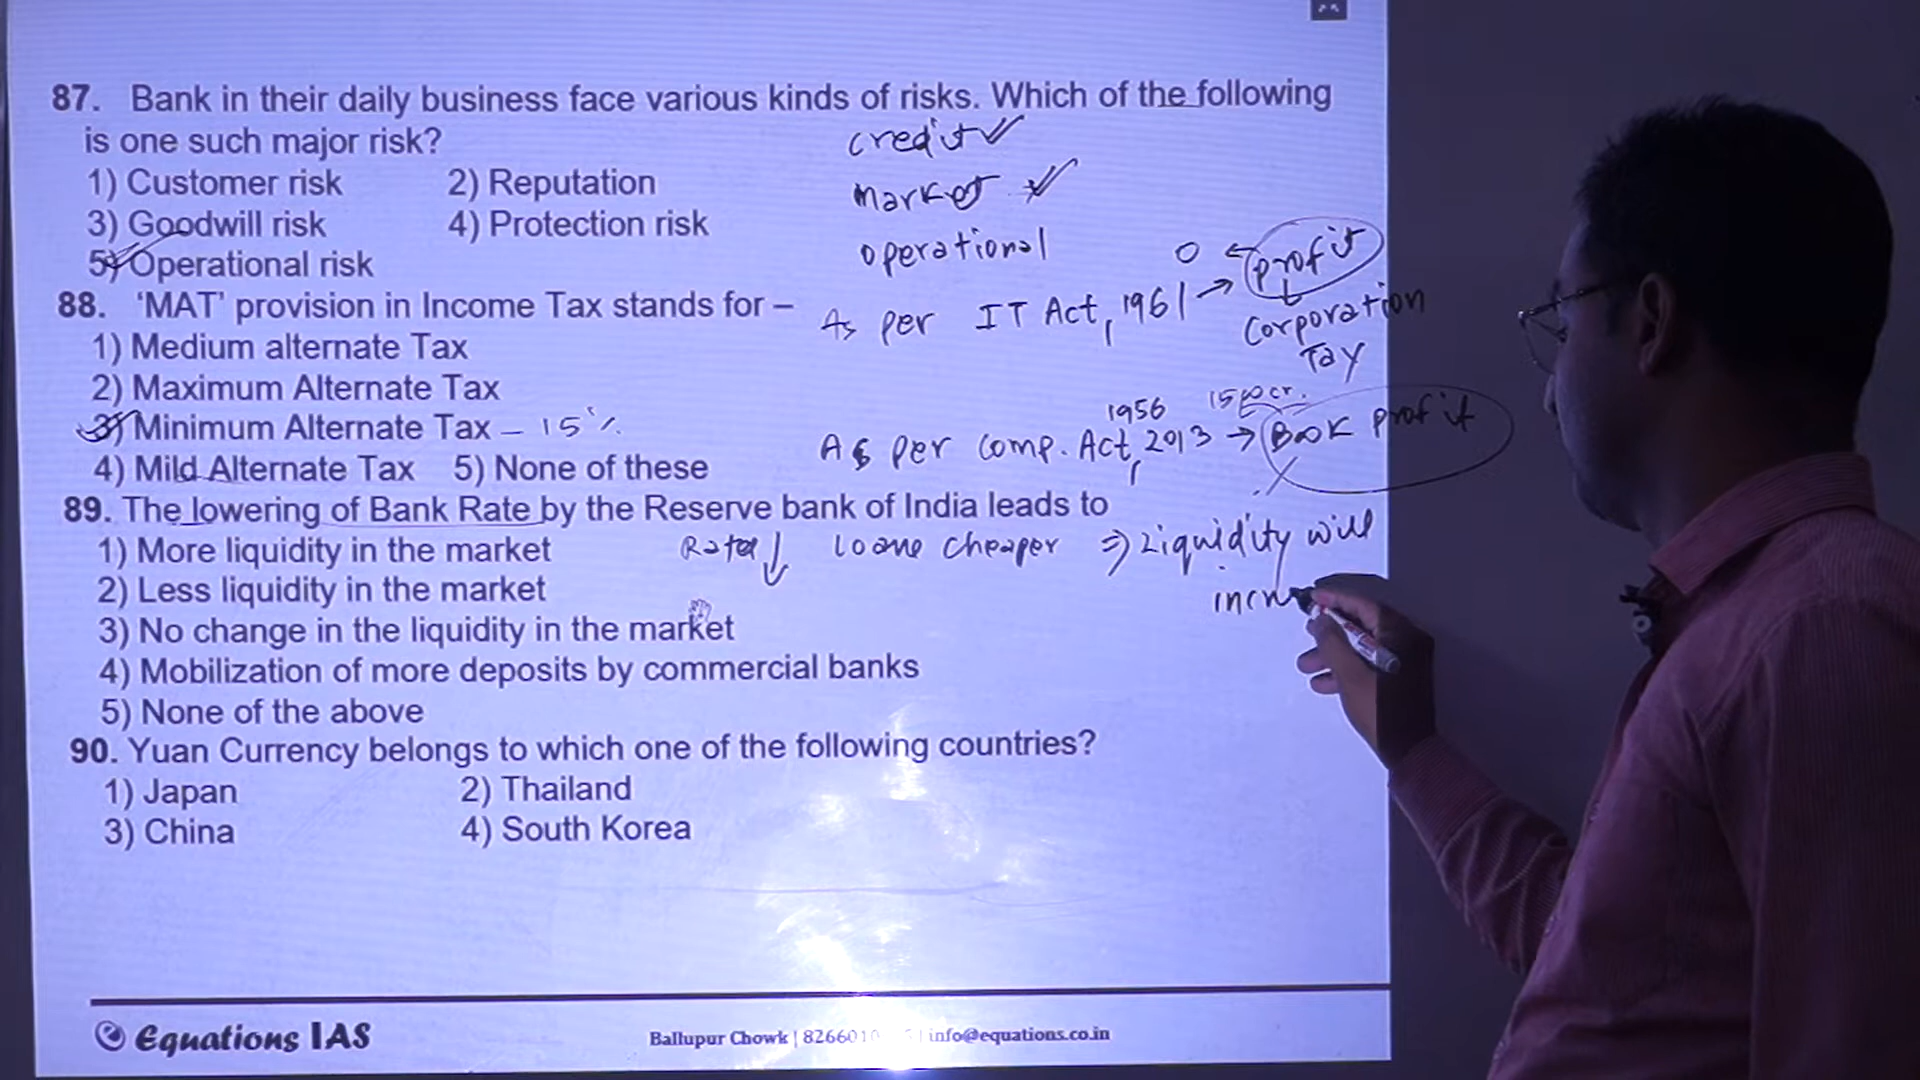 87. Bank in their daily business face various kinds of risks. Which of the following
is one such major risk?
credit
1) Customer risk 2) Reputation
market
3) Goodwill risk 4) Protection risk
operational
5) Operational risk
0 ← profit
88. 'MAT' provision in Income Tax stands for –
As per IT Act, 1961 →
Corporation
Tax
1) Medium alternate Tax
2) Maximum Alternate Tax
1956 1500 cr.
3) Minimum Alternate Tax – 15%
As per comp. Act, 2013 → Book profit
4) Mild Alternate Tax 5) None of these
89. The lowering of Bank Rate by the Reserve bank of India leads to
1) More liquidity in the market
Rate ↓ loane cheaper ⇒ Liquidity will
2) Less liquidity in the market
3) No change in the liquidity in the market
4) Mobilization of more deposits by commercial banks
5) None of the above
90. Yuan Currency belongs to which one of the following countries?
1) Japan 2) Thailand
3) China 4) South Korea
Equations IAS
Ballupur Chowk | info@equations.co.in